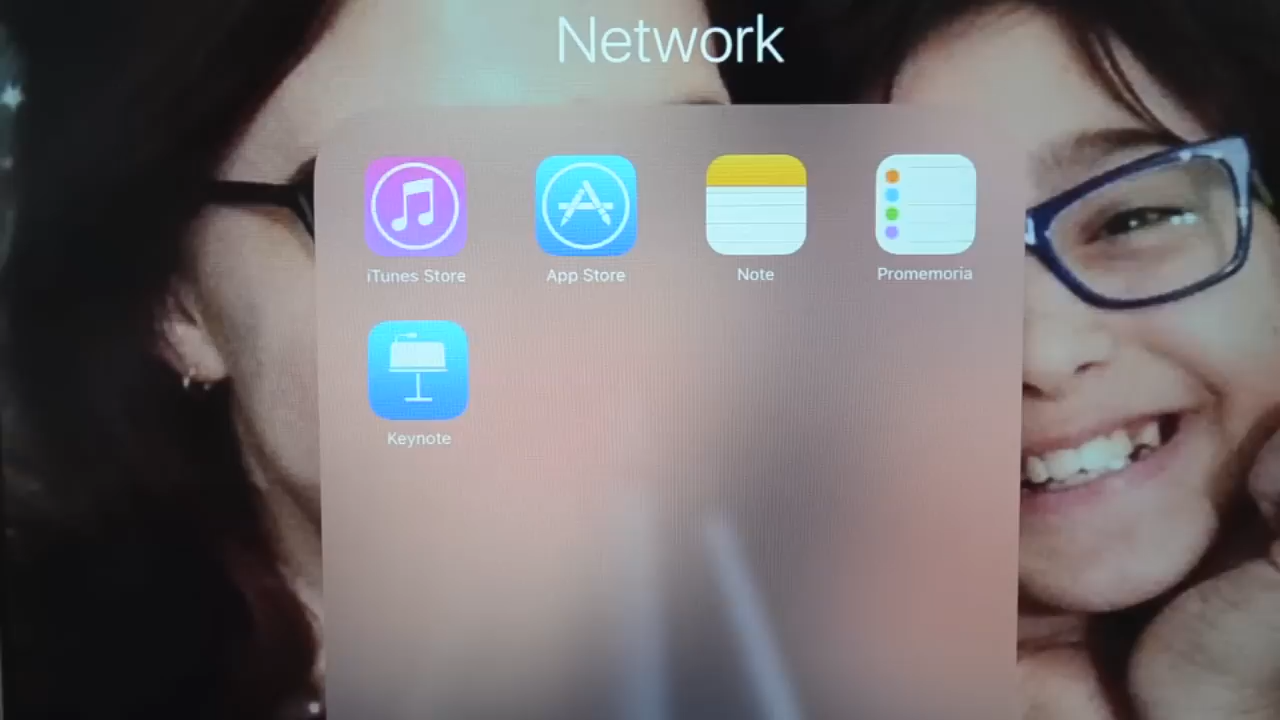 Network
iTunes Store
App Store
Note
Promemoria
Keynote